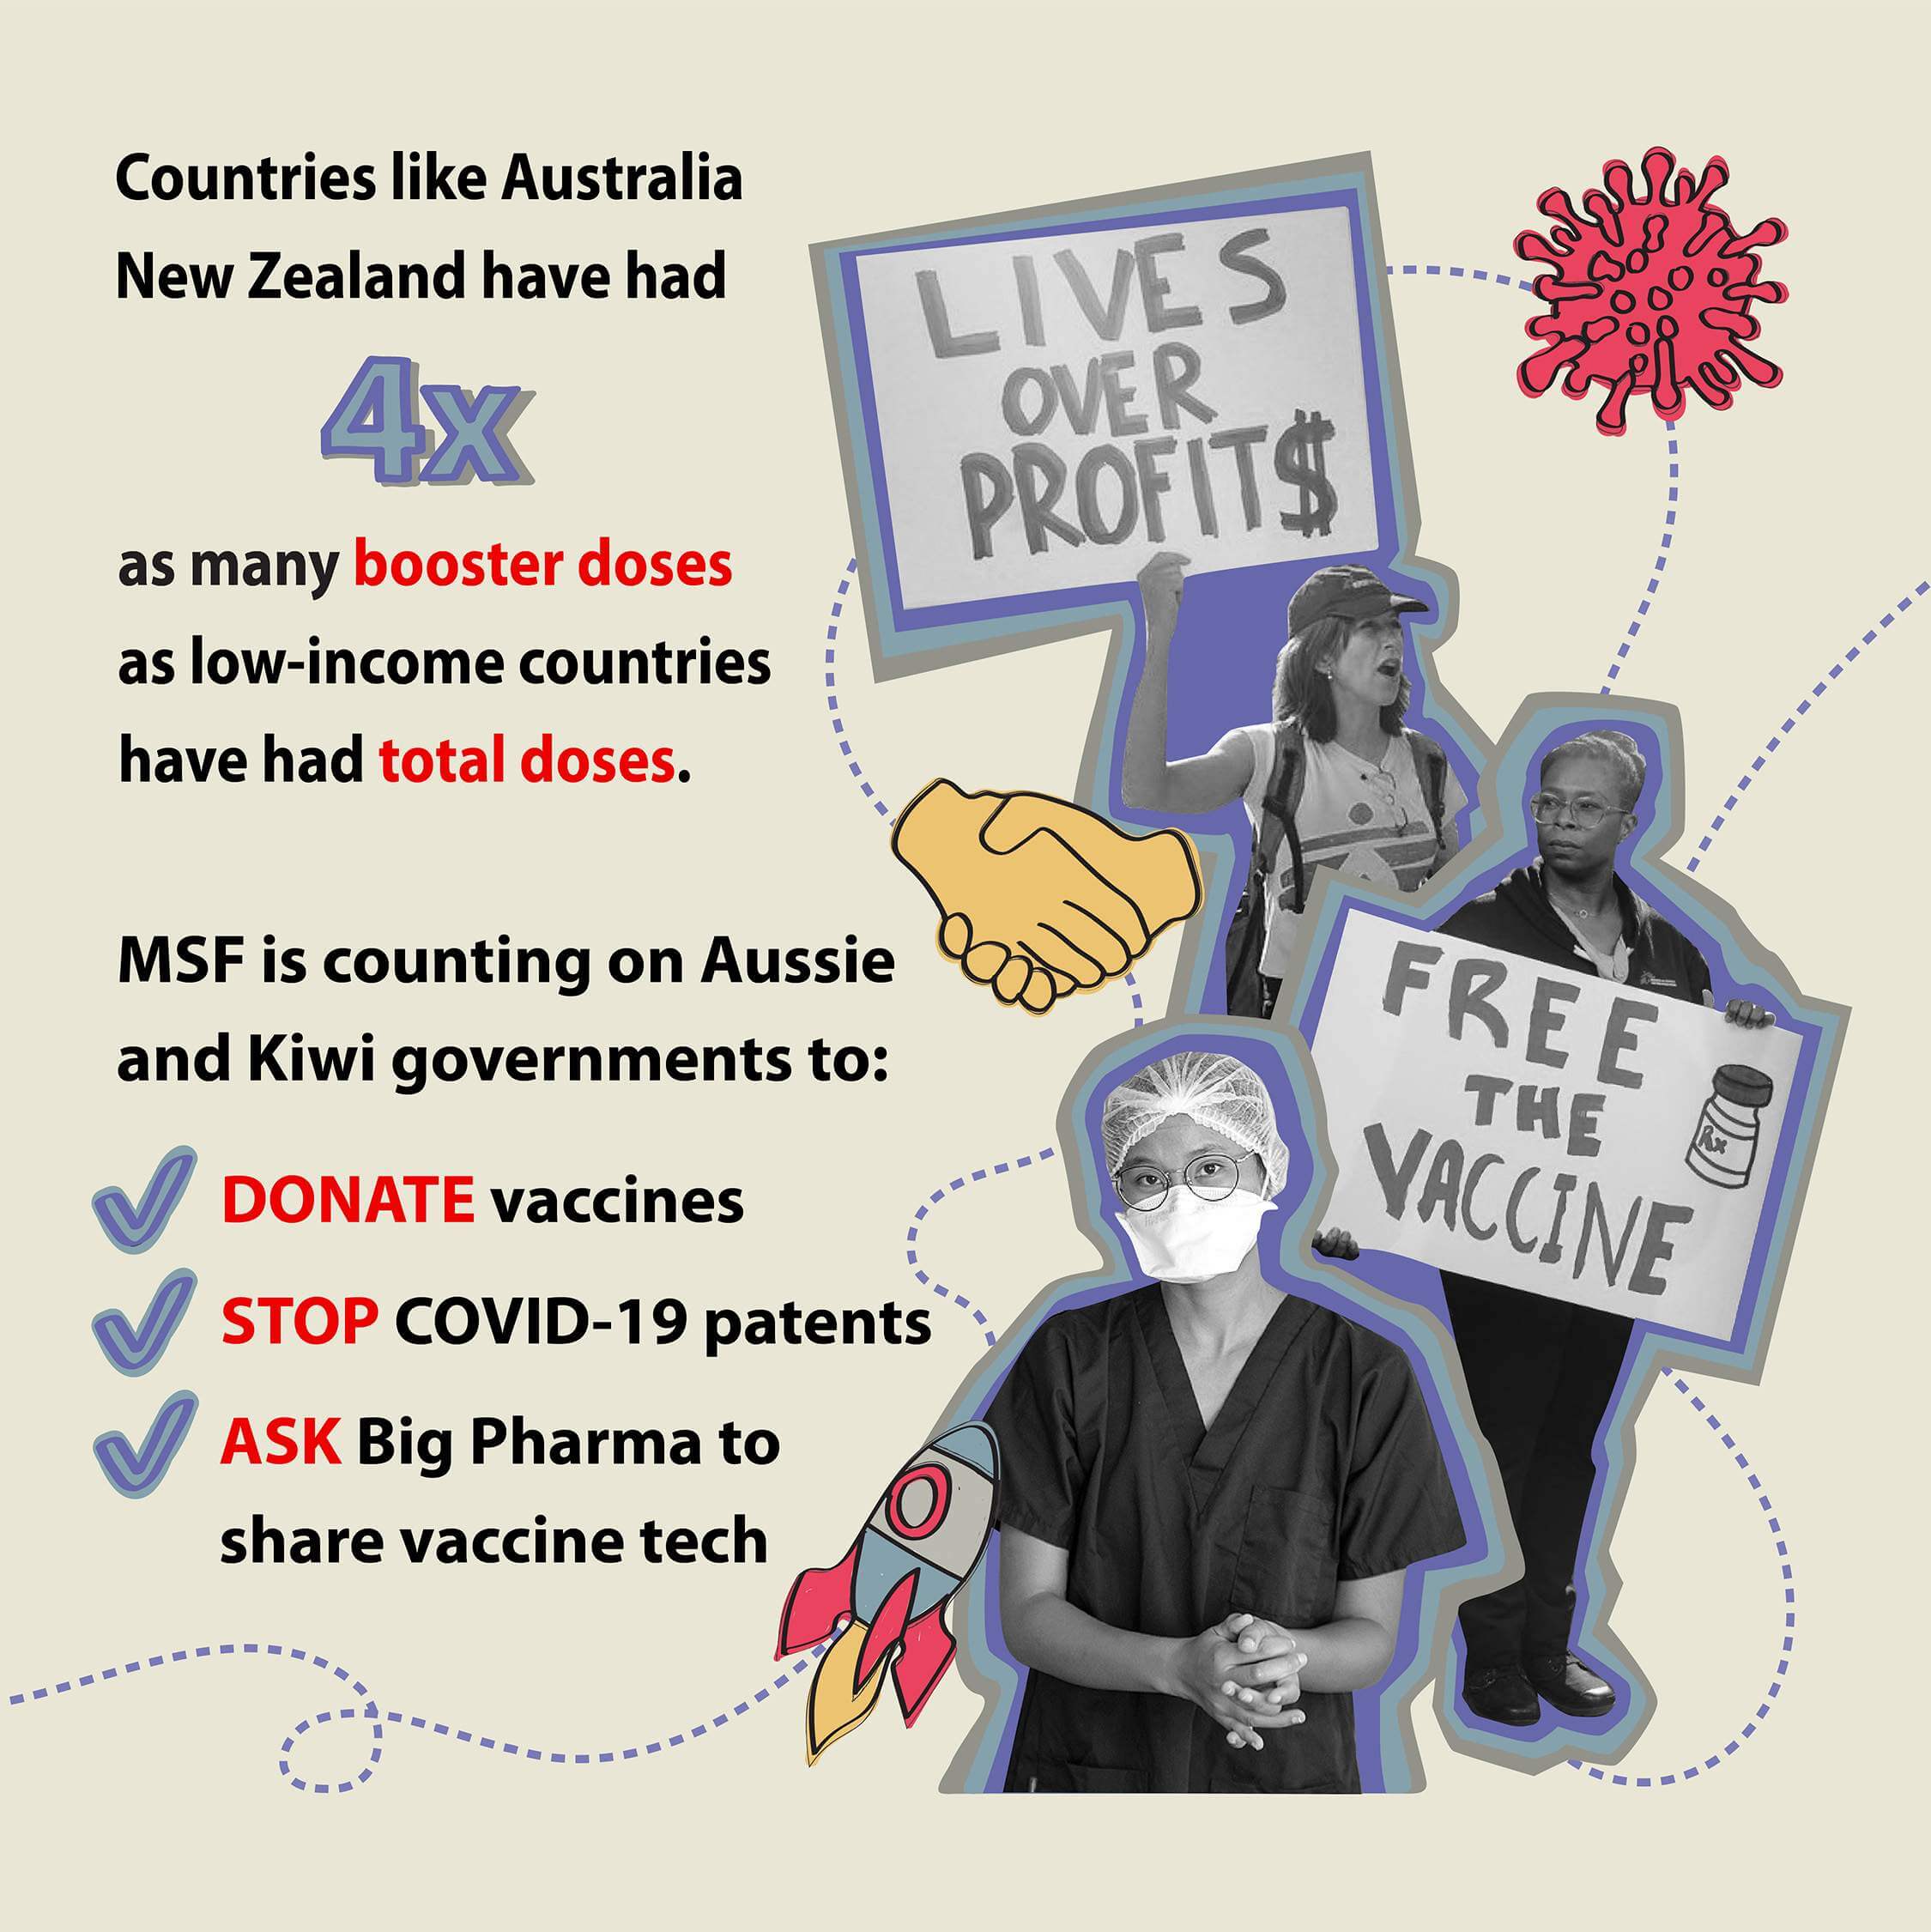 Countries like Australia
New Zealand have had
4x
as many booster doses
as low-income countries
have had total doses.
MSF is counting on Aussie
and Kiwi governments to:
DONATE vaccines
STOP COVID-19 patents
ASK Big Pharma to
share vaccine tech
LIVES
OVER
PROFIT$
FREE
THE
VACCINE
Rx